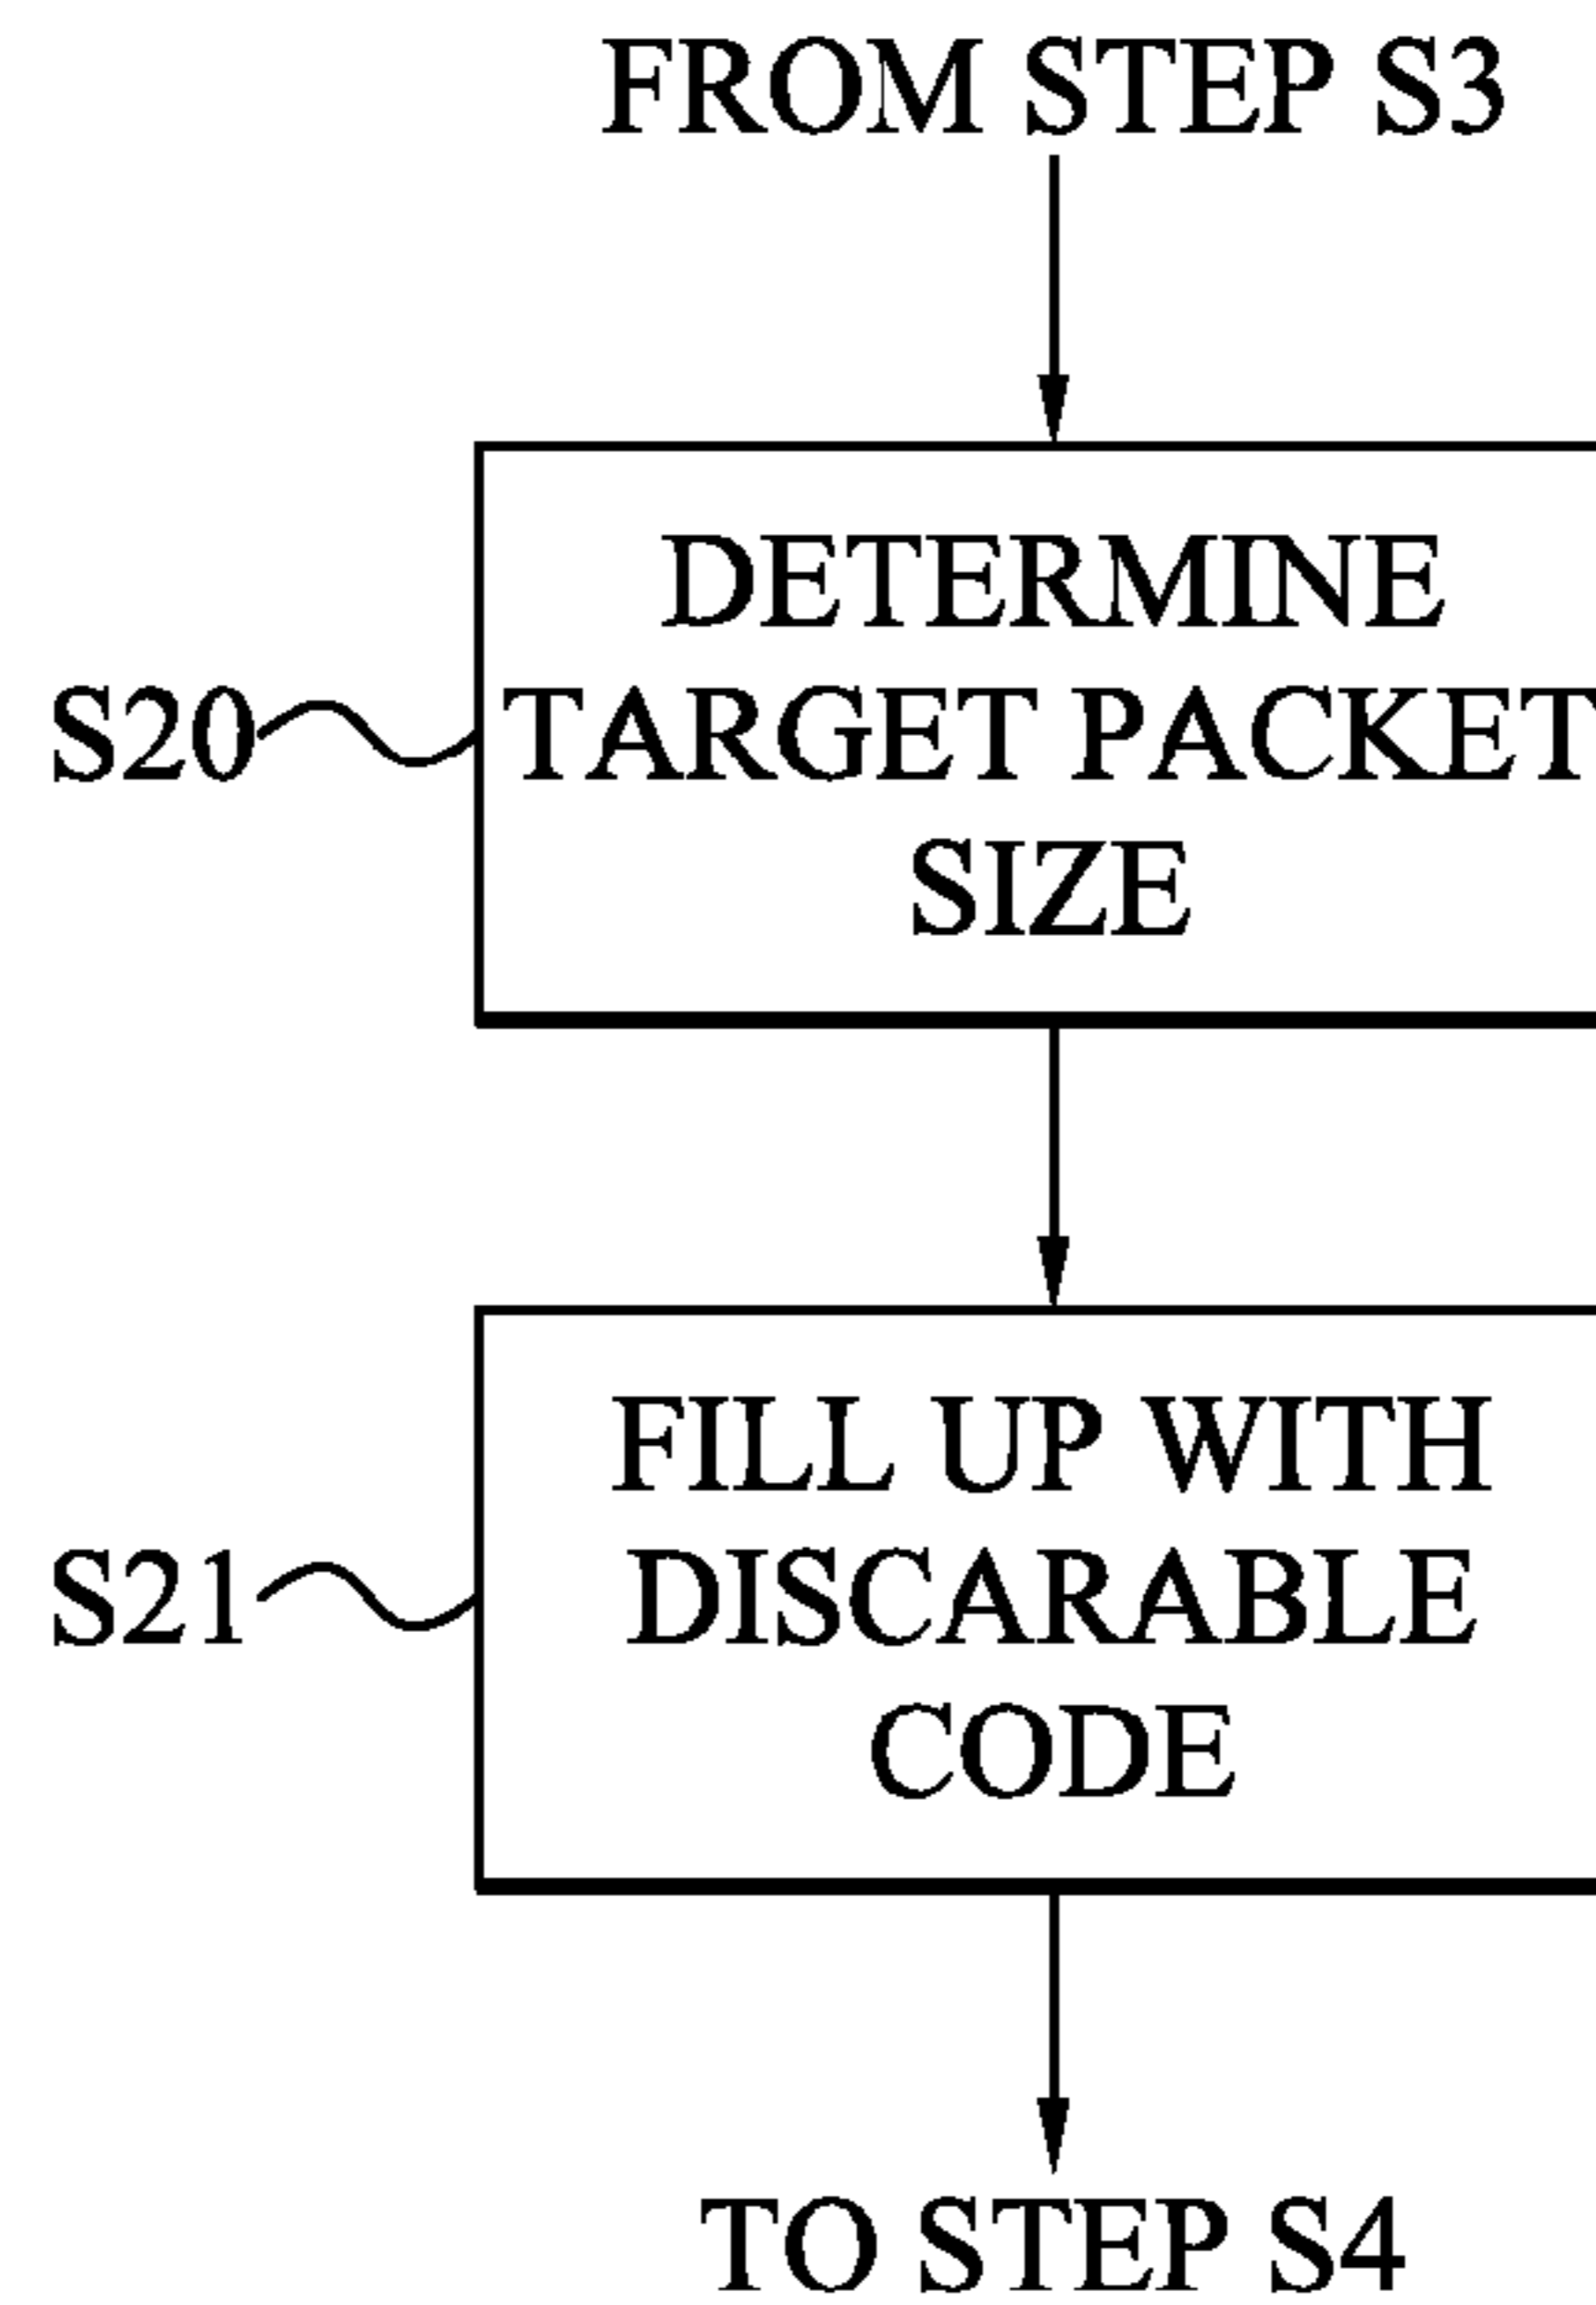 FROM STEP S3
DETERMINE
S20 TARGET PACKET
SIZE
FILL UP WITH
S21 DISCARABLE
CODE
TO STEP S4